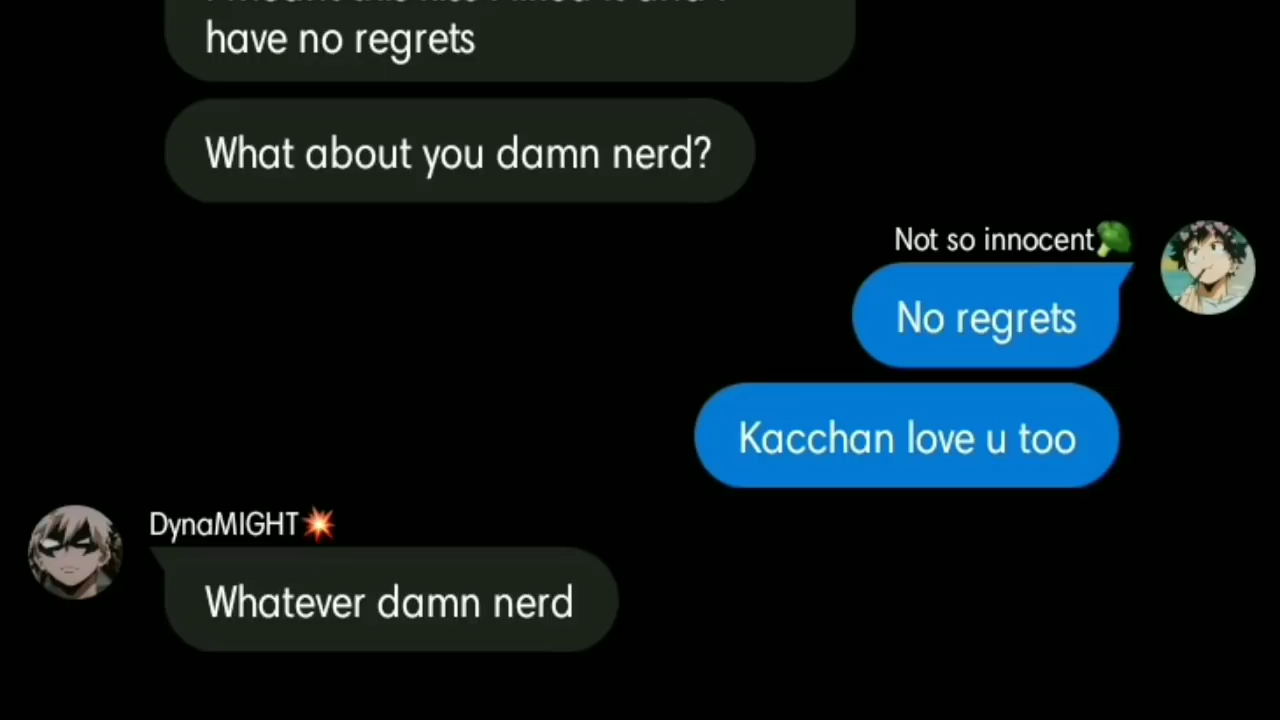 have no regrets
What about you damn nerd?
Not so innocent🥦
No regrets
Kacchan love u too
DynaMIGHT💥
Whatever damn nerd